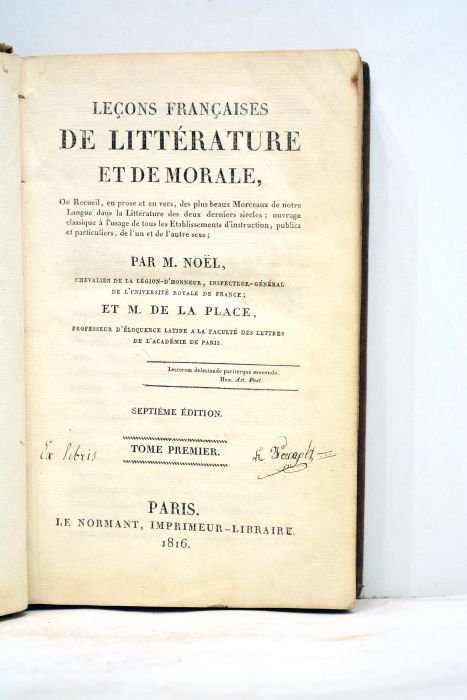 LEÇONS FRANÇAISES
DE LITTÉRATURE
ET DE MORALE,
Ou Recueil, en prose et en vers, des plus beaux Morceaux de notre
Langue dans la Littérature des deux derniers siècles; ouvrage
classique à l'usage de tous les Etablissements d'instruction, publics
et particuliers, de l'un et de l'autre sexe;
PAR M. NOËL,
CHEVALIER DE LA LÉGION-D'HONNEUR, INSPECTEUR-GÉNÉRAL
DE L'UNIVERSITÉ ROYALE DE FRANCE;
ET M. DE LA PLACE,
PROFESSEUR D'ÉLOQUENCE LATINE A LA FACULTÉ DES LETTRES
DE L'ACADÉMIE DE PARIS.
Lectorem delectando pariterque monendo.
Hor. Art. Poët.
SEPTIÈME ÉDITION.
TOME PREMIER.
Ex libris
PARIS.
LE NORMANT, IMPRIMEUR-LIBRAIRE.
1816.